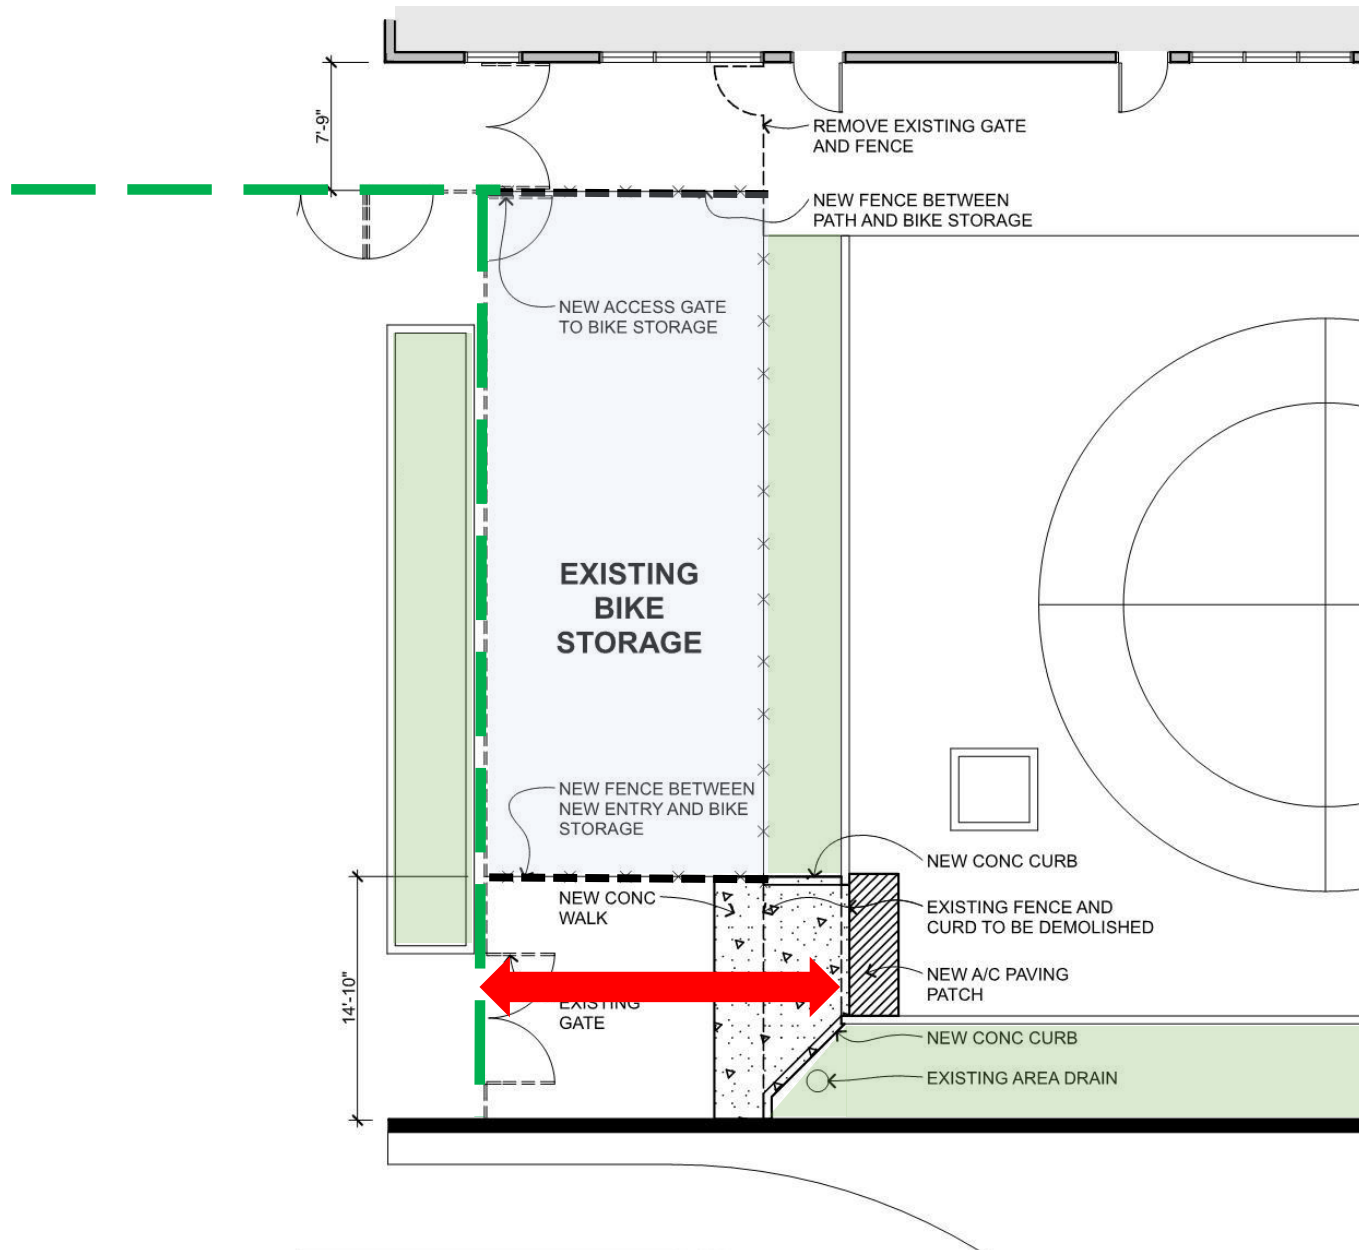 7'-9"
REMOVE EXISTING GATE
AND FENCE
NEW FENCE BETWEEN
PATH AND BIKE STORAGE
NEW ACCESS GATE
TO BIKE STORAGE
EXISTING
BIKE
STORAGE
NEW FENCE BETWEEN
NEW ENTRY AND BIKE
STORAGE
NEW CONC CURB
NEW CONC
WALK
EXISTING FENCE AND
CURD TO BE DEMOLISHED
NEW A/C PAVING
PATCH
14'-10"
EXISTING
GATE
NEW CONC CURB
EXISTING AREA DRAIN